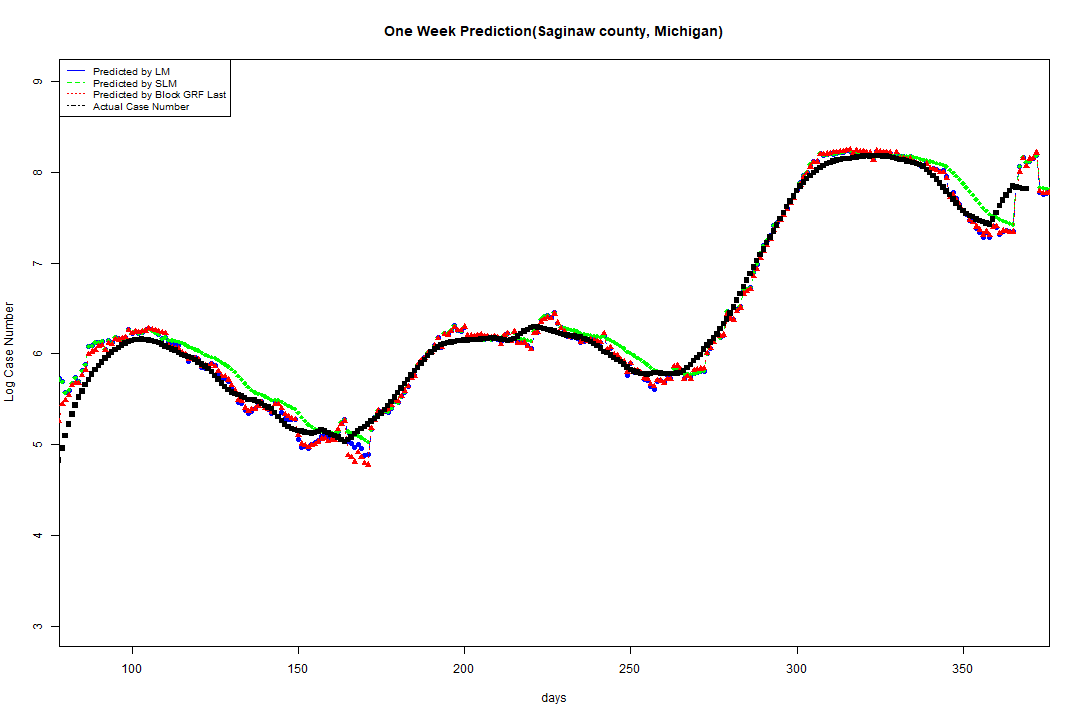 One Week Prediction(Saginaw county, Michigan)
Predicted by LM
Predicted by SLM
Predicted by Block GRF Last
Actual Case Number
9
8
7
6
5
4
3
Log Case Number
100 150 200 250 300 350
days